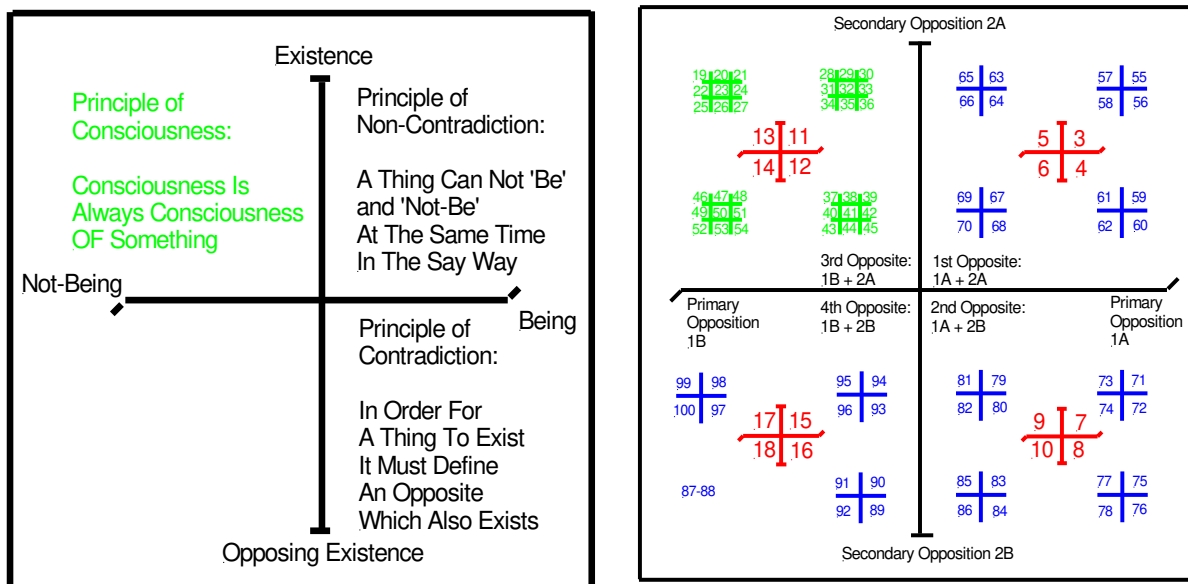 Existence
Principle of
Consciousness:
Consciousness Is
Always Consciousness
OF Something
Principle of
Non-Contradiction:
A Thing Can Not 'Be'
and 'Not-Be'
At The Same Time
In The Say Way
Not-Being
Being
Principle of
Contradiction:
In Order For
A Thing To Exist
It Must Define
An Opposite
Which Also Exists
Opposing Existence
Secondary Opposition 2A
19 20 21
22 23 24
25 26 27
28 29 30
31 32 33
34 35 36
13 11
14 12
46 47 48
49 50 51
52 53 54
37 38 39
40 41 42
43 44 45
65 63
66 64
57 55
58 56
5 3
6 4
69 67
70 68
61 59
62 60
3rd Opposite:
1B + 2A
1st Opposite:
1A + 2A
Primary
Opposition
1B
4th Opposite:
1B + 2B
2nd Opposite:
1A + 2B
Primary
Opposition
1A
99 98
100 97
95 94
96 93
17 15
18 16
87-88
91 90
92 89
81 79
82 80
73 71
74 72
9 7
10 8
85 83
86 84
77 75
78 76
Secondary Opposition 2B